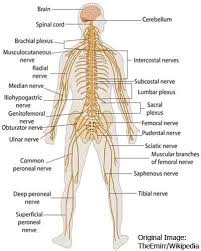 Brain
Cerebellum
Spinal cord
Brachial plexus
Musculocutaneous
nerve
Intercostal nerves
Radial
nerve
Subcostal nerve
Median nerve
Lumbar plexus
Iliohypogastric
nerve
Sacral
plexus
Genitofemoral
nerve
Femoral nerve
Obturator nerve
Pudental nerve
Ulnar nerve
Sciatic nerve
Muscular branches
of femoral nerve
Common
peroneal nerve
Saphenous nerve
Deep peroneal
nerve
Tibial nerve
Superficial
peroneal
nerve
Original Image:
TheEmirr/Wikipedia